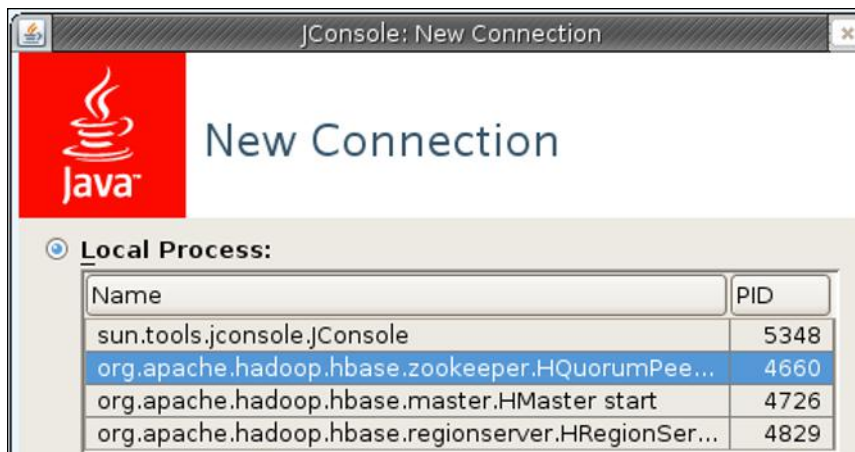 JConsole: New Connection
Java™
New Connection
Local Process:
Name PID
sun.tools.jconsole.JConsole 5348
org.apache.hadoop.hbase.zookeeper.HQuorumPee... 4660
org.apache.hadoop.hbase.master.HMaster start 4726
org.apache.hadoop.hbase.regionserver.HRegionSer... 4829